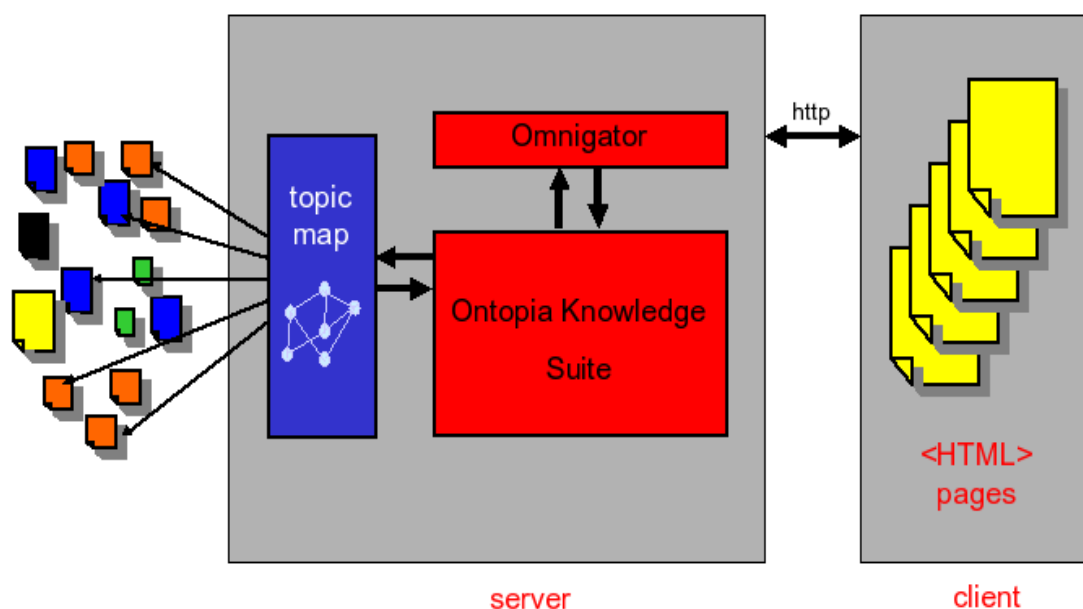 Omnigator
http
topic
map
Ontopia Knowledge
Suite
<HTML>
pages
server
client